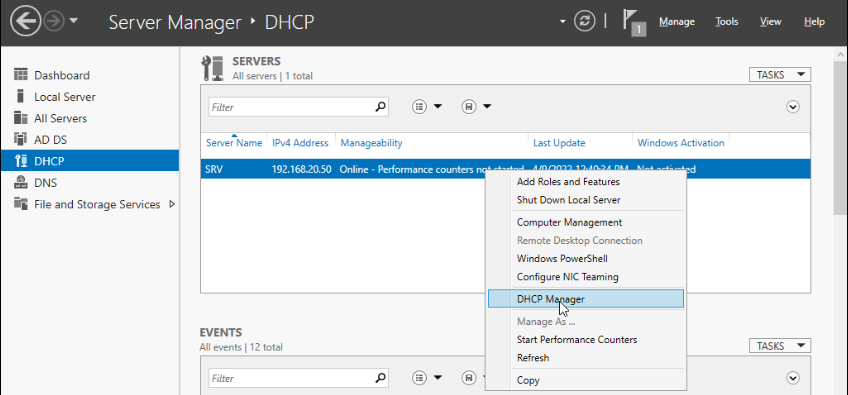 Server Manager • DHCP
1
Manage Tools View Help
Dashboard
Local Server
All Servers
AD DS
DHCP
DNS
File and Storage Services
SERVERS
All servers | 1 total
TASKS
Filter
Server Name IPv4 Address Manageability Last Update Windows Activation
SRV 192.168.20.50 Online - Performance counters not started 4/9/2022 12:40:34 PM Not activated
Add Roles and Features
Shut Down Local Server
Computer Management
Remote Desktop Connection
Windows PowerShell
Configure NIC Teaming
DHCP Manager
Manage As ...
Start Performance Counters
Refresh
Copy
EVENTS
All events | 12 total
TASKS
Filter